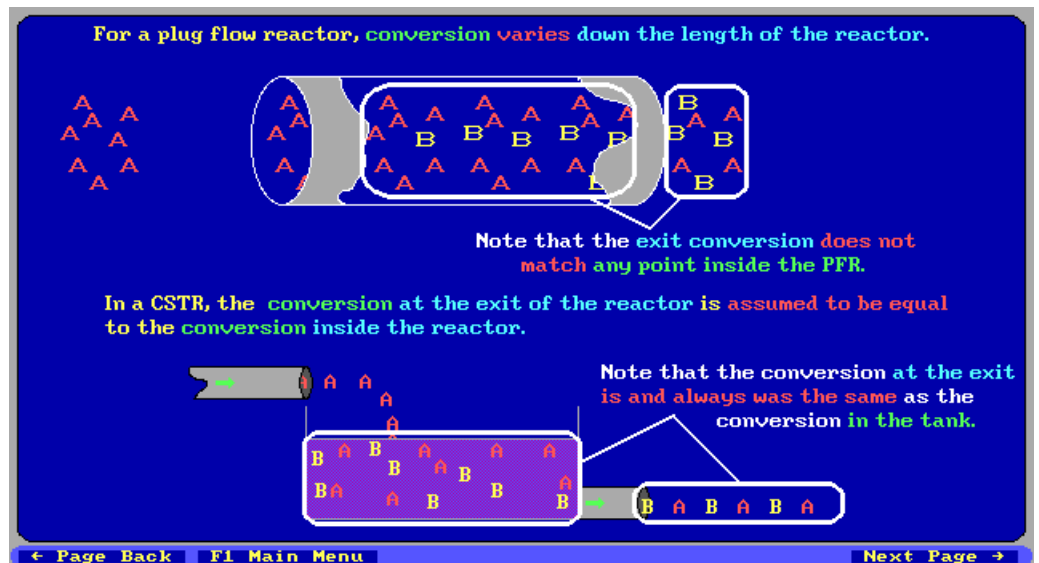 For a plug flow reactor, conversion varies down the length of the reactor.
A A A A A A A A
A A A A A A A A A A B B B B B A A A A A A A A A A A A B
B A A B B A A B
Note that the exit conversion does not
match any point inside the PFR.
In a CSTR, the conversion at the exit of the reactor is assumed to be equal
to the conversion inside the reactor.
→ A A A A A
Note that the conversion at the exit
is and always was the same as the
conversion in the tank.
B A B A A A
B A B A
B A A B B B
→ B A B A B A
← Page Back F1 Main Menu Next Page →